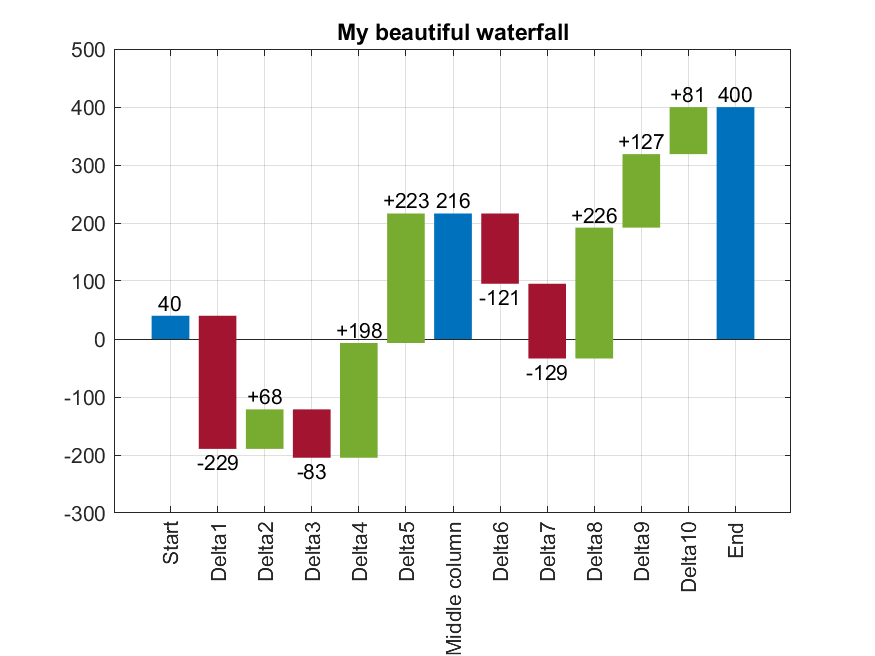 My beautiful waterfall
500
400
300
200
100
0
-100
-200
-300
40
-229
+68
-83
+198
+223
216
-121
-129
+226
+127
+81
400
Start
Delta1
Delta2
Delta3
Delta4
Delta5
Middle column
Delta6
Delta7
Delta8
Delta9
Delta10
End